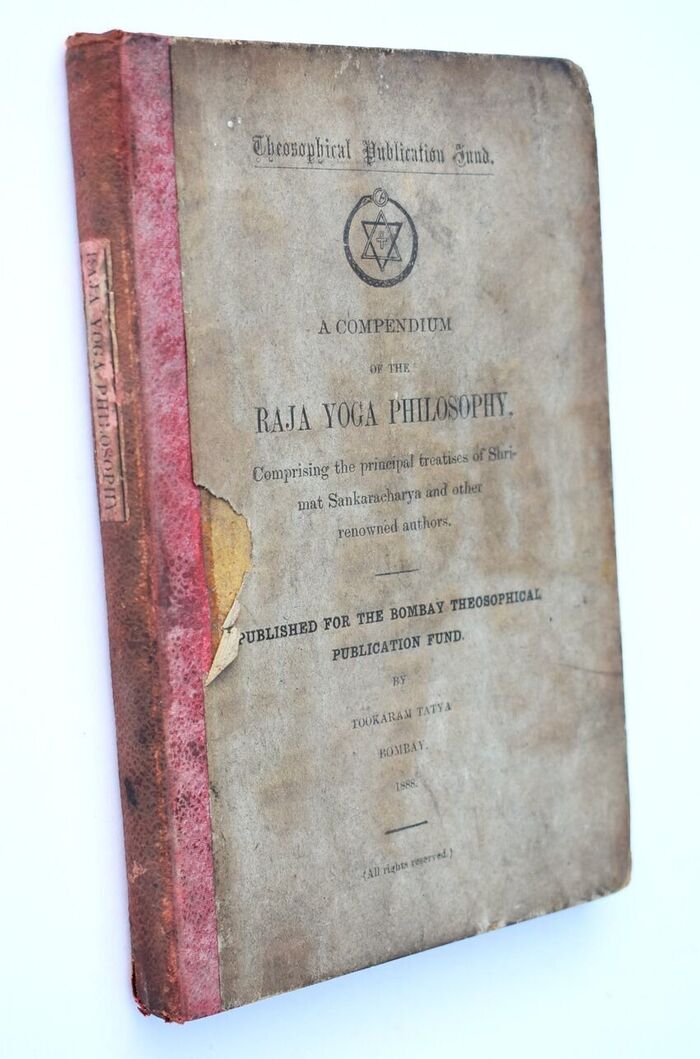 Theosophical Publication Fund.
A COMPENDIUM
OF THE
RAJA YOGA PHILOSOPHY,
Comprising the principal treatises of Shri-
mat Sankaracharya and other
renowned authors.
PUBLISHED FOR THE BOMBAY THEOSOPHICAL
PUBLICATION FUND.
BY
TOOKARAM TATYA
BOMBAY.
1888.
(All rights reserved.)
RAJA YOGA PHILOSOPHY